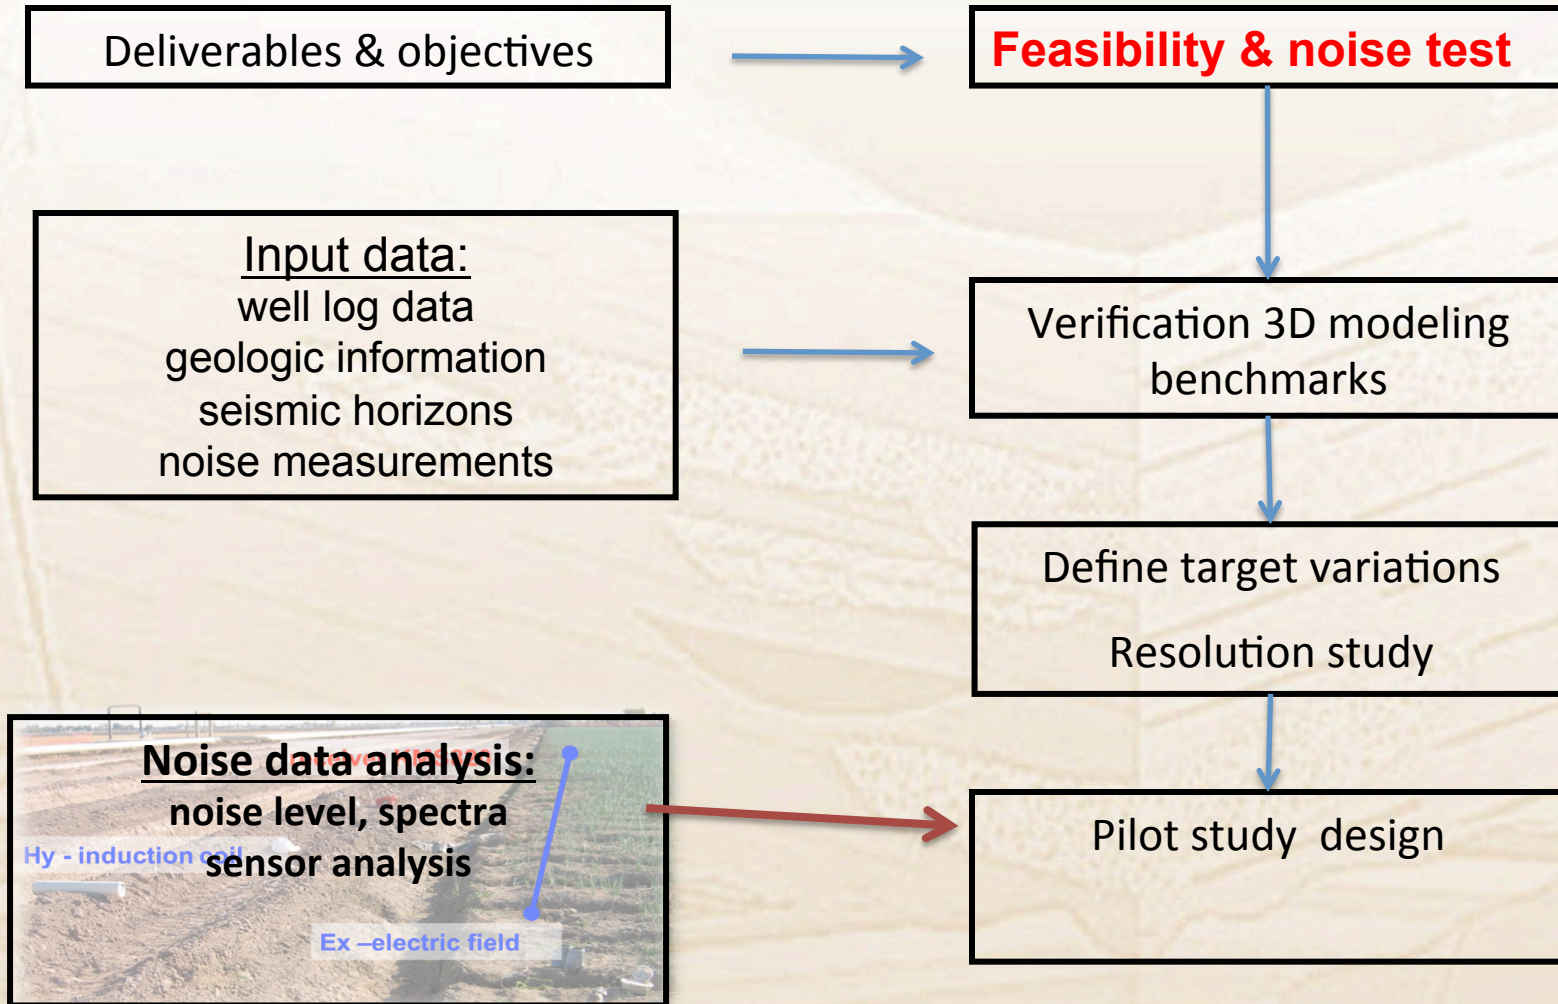 Deliverables & objectives
Feasibility & noise test
Input data:
well log data
geologic information
seismic horizons
noise measurements
Verification 3D modeling
benchmarks
Define target variations
Resolution study
Noise data analysis:
noise level, spectra
sensor analysis
Hy - induction coil
Ex –electric field
Pilot study design